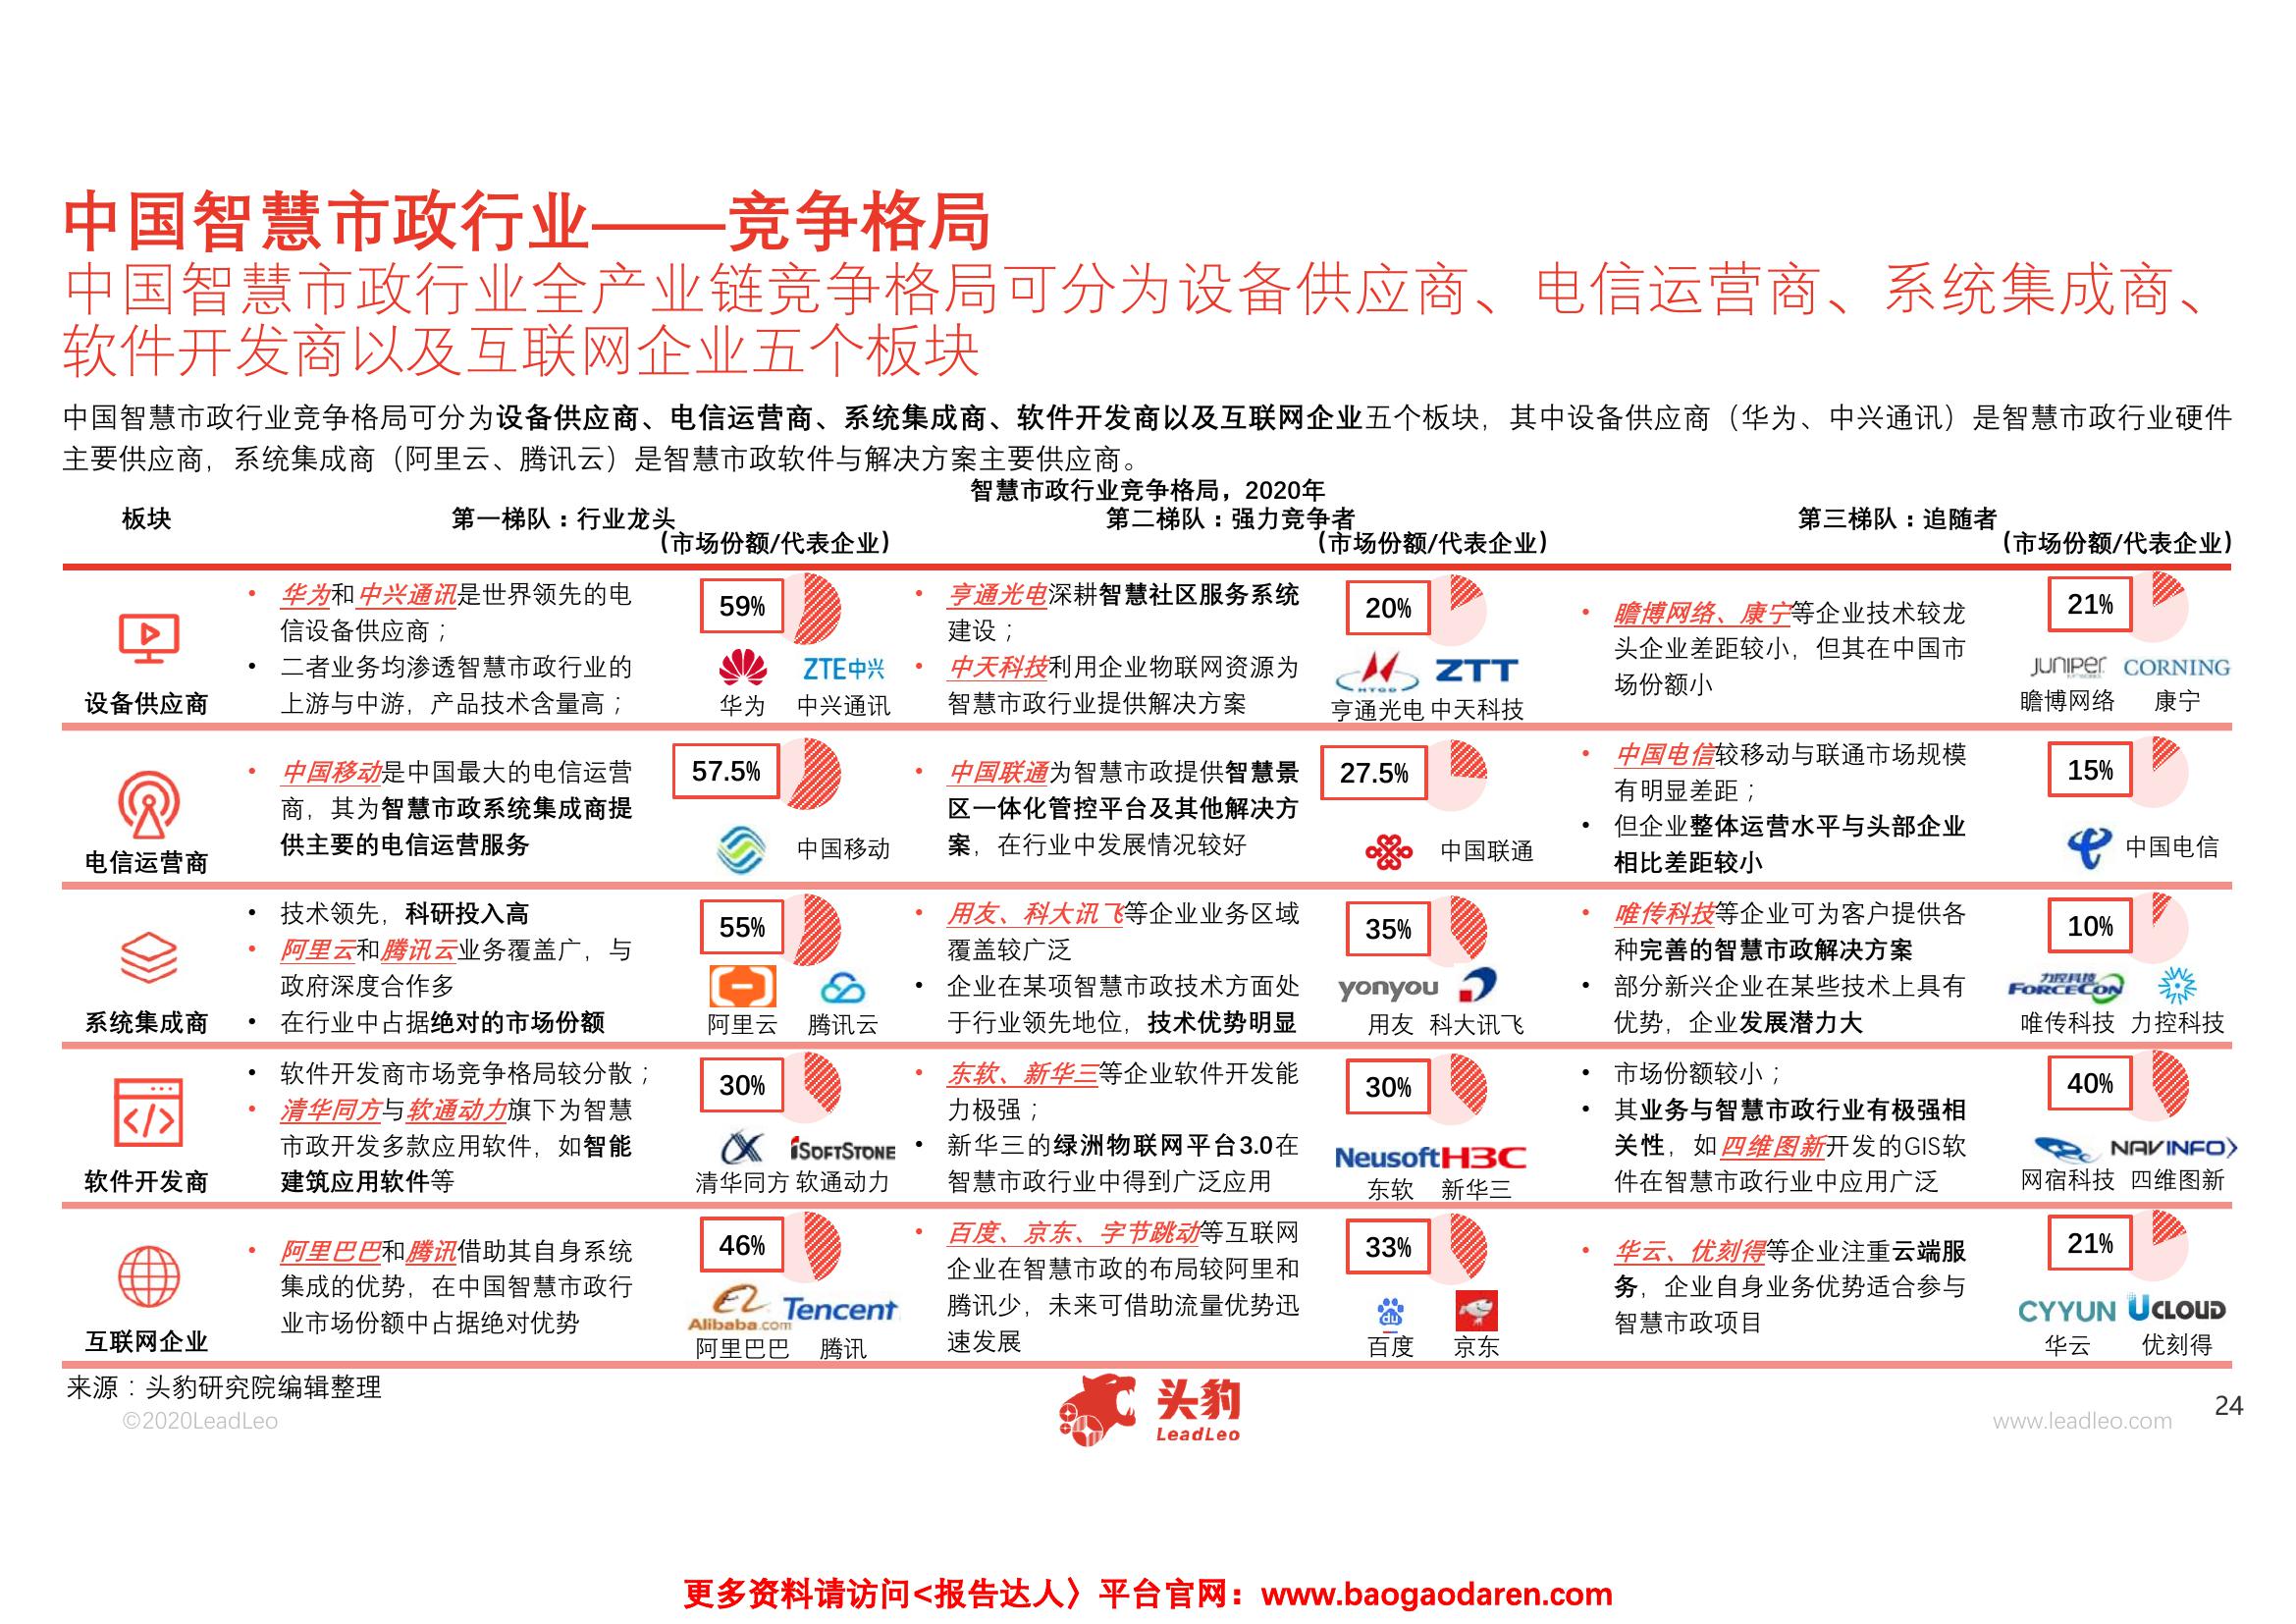 中国智慧市政行业——竞争格局
中国智慧市政行业全产业链竞争格局可分为设备供应商、电信运营商、系统集成商、
软件开发商以及互联网企业五个板块
中国智慧市政行业竞争格局可分为设备供应商、电信运营商、系统集成商、软件开发商以及互联网企业五个板块，其中设备供应商（华为、中兴通讯）是智慧市政行业硬件
主要供应商，系统集成商（阿里云、腾讯云）是智慧市政软件与解决方案主要供应商。
智慧市政行业竞争格局，2020年
板块
第一梯队：行业龙头
（市场份额/代表企业）
第二梯队：强力竞争者
（市场份额/代表企业）
第三梯队：追随者
（市场份额/代表企业）
设备供应商
• 华为和中兴通讯是世界领先的电
信设备供应商；
• 二者业务均渗透智慧市政行业的
上游与中游，产品技术含量高；
59%
ZTE中兴
华为 中兴通讯
• 亨通光电深耕智慧社区服务系统
建设；
• 中天科技利用企业物联网资源为
智慧市政行业提供解决方案
20%
HTGD ZTT
亨通光电 中天科技
• 瞻博网络、康宁等企业技术较龙
头企业差距较小，但其在中国市
场份额小
21%
JUNIPER CORNING
瞻博网络 康宁
电信运营商
• 中国移动是中国最大的电信运营
商，其为智慧市政系统集成商提
供主要的电信运营服务
57.5%
中国移动
• 中国联通为智慧市政提供智慧景
区一体化管控平台及其他解决方
案，在行业中发展情况较好
27.5%
中国联通
• 中国电信较移动与联通市场规模
有明显差距；
• 但企业整体运营水平与头部企业
相比差距较小
15%
中国电信
系统集成商
• 技术领先，科研投入高
• 阿里云和腾讯云业务覆盖广，与
政府深度合作多
• 在行业中占据绝对的市场份额
55%
阿里云 腾讯云
• 用友、科大讯飞等企业业务区域
覆盖较广泛
• 企业在某项智慧市政技术方面处
于行业领先地位，技术优势明显
35%
yonyou
用友 科大讯飞
• 唯传科技等企业可为客户提供各
种完善的智慧市政解决方案
• 部分新兴企业在某些技术上具有
优势，企业发展潜力大
10%
力控科技
FORCECON
唯传科技 力控科技
软件开发商
• 软件开发商市场竞争格局较分散；
• 清华同方与软通动力旗下为智慧
市政开发多款应用软件，如智能
建筑应用软件等
30%
iSOFTSTONE
清华同方 软通动力
• 东软、新华三等企业软件开发能
力极强；
• 新华三的绿洲物联网平台3.0在
智慧市政行业中得到广泛应用
30%
Neusoft H3C
东软 新华三
• 市场份额较小；
• 其业务与智慧市政行业有极强相
关性，如四维图新开发的GIS软
件在智慧市政行业中应用广泛
40%
NAVINFO
网宿科技 四维图新
互联网企业
• 阿里巴巴和腾讯借助其自身系统
集成的优势，在中国智慧市政行
业市场份额中占据绝对优势
46%
Alibaba.com Tencent
阿里巴巴 腾讯
• 百度、京东、字节跳动等互联网
企业在智慧市政的布局较阿里和
腾讯少，未来可借助流量优势迅
速发展
33%
du
百度 京东
• 华云、优刻得等企业注重云端服
务，企业自身业务优势适合参与
智慧市政项目
21%
CYYUN UCLOUD
华云 优刻得
来源：头豹研究院编辑整理
©2020LeadLeo
头豹
LeadLeo
www.leadleo.com
24
更多资料请访问<报告达人〉平台官网：www.baogaodaren.com